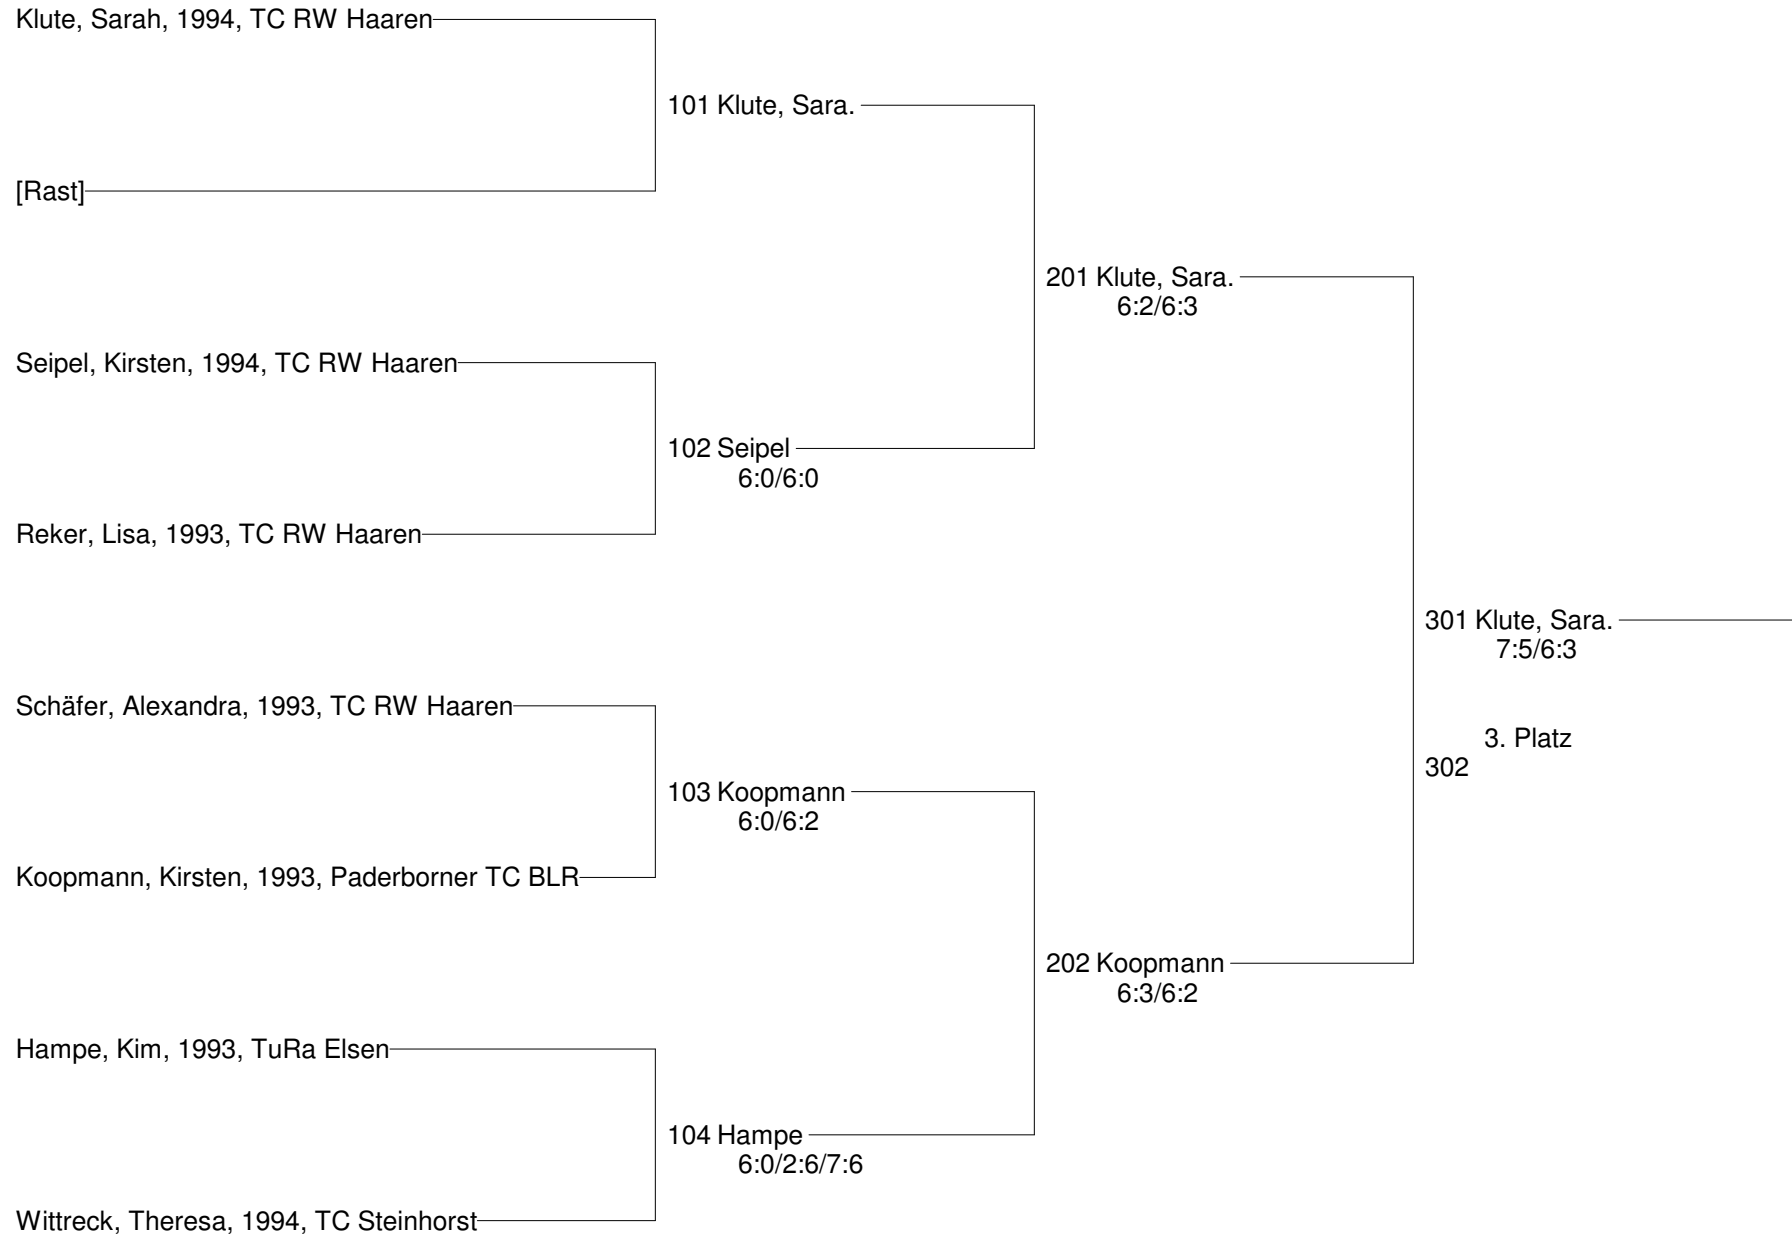 Klute, Sarah, 1994, TC RW Haaren
101 Klute, Sara.
[Rast]
201 Klute, Sara.
6:2/6:3
Seipel, Kirsten, 1994, TC RW Haaren
102 Seipel
6:0/6:0
Reker, Lisa, 1993, TC RW Haaren
301 Klute, Sara.
7:5/6:3
Schäfer, Alexandra, 1993, TC RW Haaren
3. Platz
302
103 Koopmann
6:0/6:2
Koopmann, Kirsten, 1993, Paderborner TC BLR
202 Koopmann
6:3/6:2
Hampe, Kim, 1993, TuRa Elsen
104 Hampe
6:0/2:6/7:6
Wittreck, Theresa, 1994, TC Steinhorst